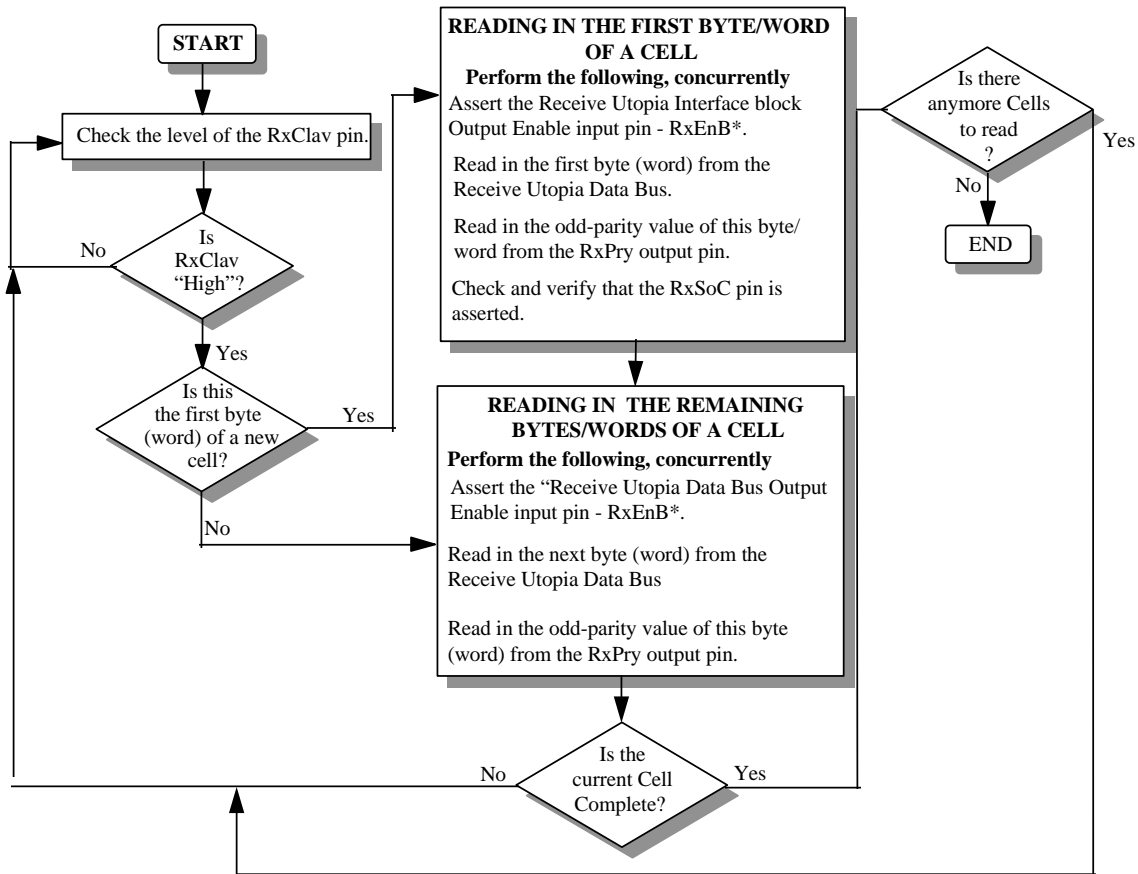 START
Check the level of the RxClav pin.
Is
RxClav
“High”?
No
Yes
Is this
the first byte
(word) of a new
cell?
Yes
No
READING IN THE FIRST BYTE/WORD
OF A CELL
Perform the following, concurrently
Assert the Receive Utopia Interface block
Output Enable input pin - RxEnB*.
Read in the first byte (word) from the
Receive Utopia Data Bus.
Read in the odd-parity value of this byte/
word from the RxPry output pin.
Check and verify that the RxSoC pin is
asserted.
READING IN THE REMAINING
BYTES/WORDS OF A CELL
Perform the following, concurrently
Assert the “Receive Utopia Data Bus Output
Enable input pin - RxEnB*.
Read in the next byte (word) from the
Receive Utopia Data Bus
Read in the odd-parity value of this byte
(word) from the RxPry output pin.
Is the
current Cell
Complete?
No
Yes
Is there
anymore Cells
to read
?
Yes
No
END